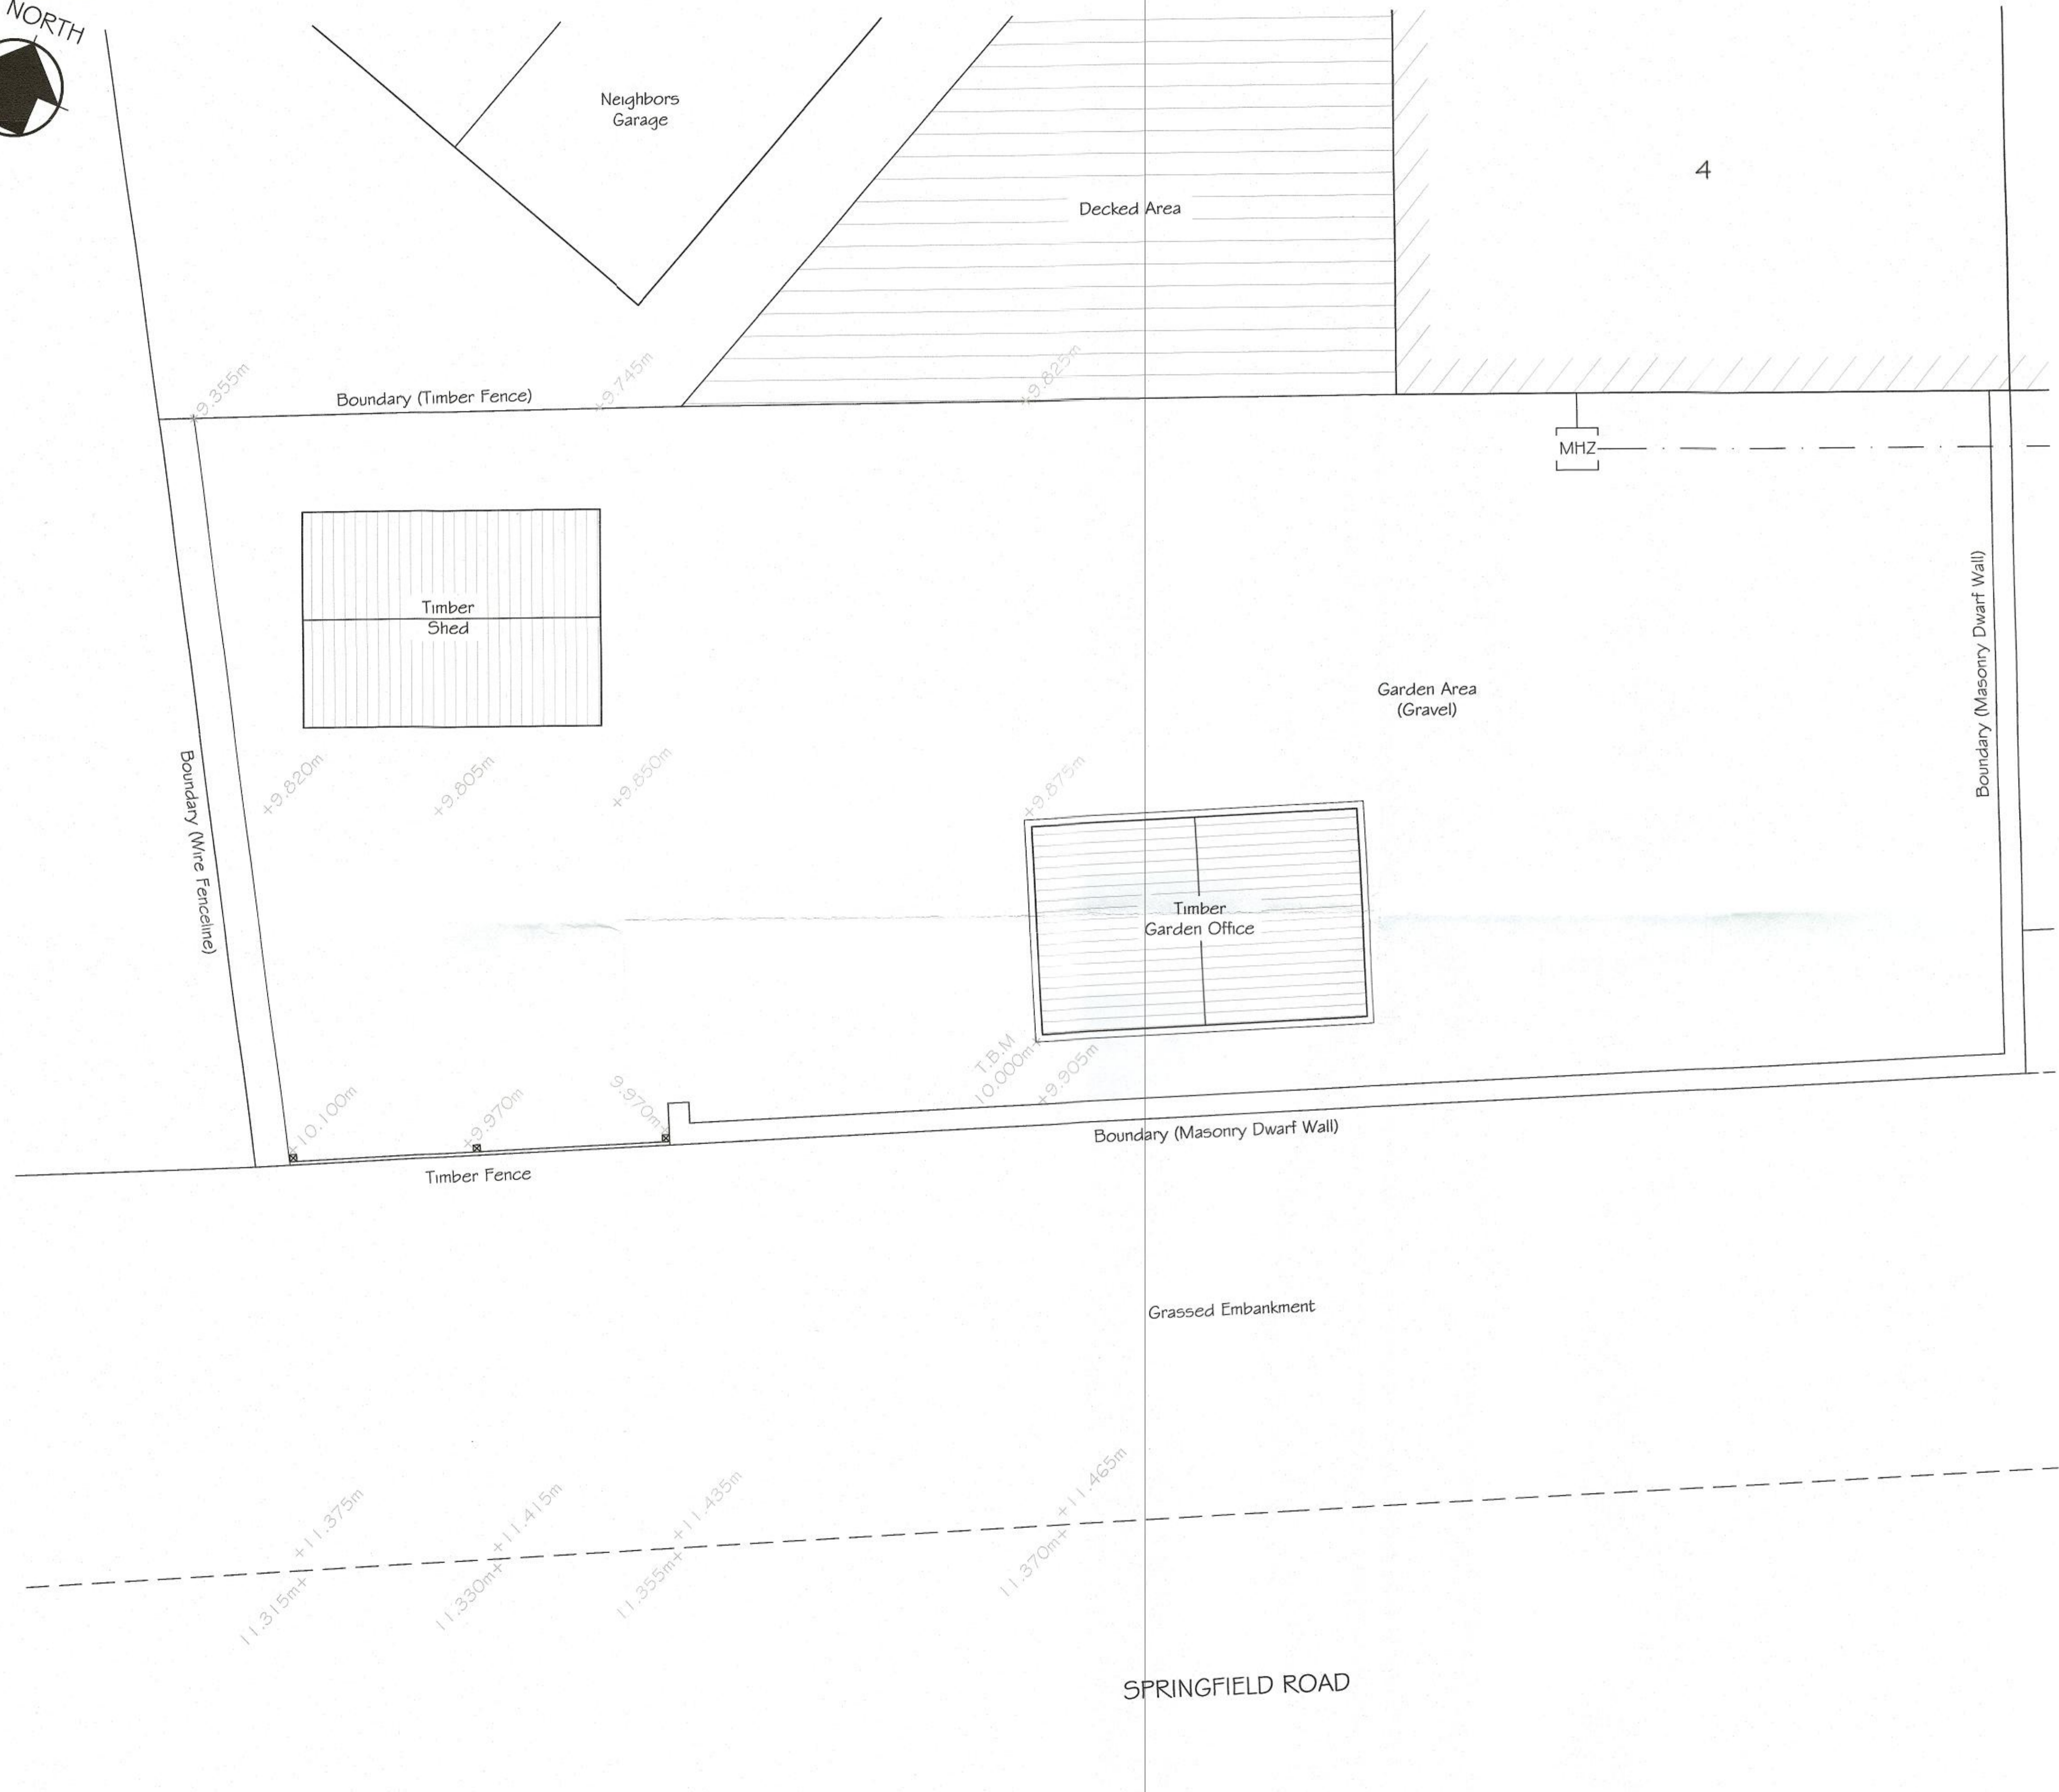 NORTH
Neighbors
Garage
4
Decked Area
+9.355m
Boundary (Timber Fence)
+9.745m
+9.825m
MHZ
Timber
Shed
Boundary (Masonry Dwarf Wall)
Garden Area
(Gravel)
Boundary (Wire Fenceline)
+9.820m
+9.805m
+9.850m
+9.875m
Timber
Garden Office
T.B.M
10.000m+
+9.905m
+10.100m
+9.970m
9.970m+
Boundary (Masonry Dwarf Wall)
Timber Fence
Grassed Embankment
+11.375m
+11.415m
+11.435m
+11.465m
11.315m+
11.330m+
11.355m+
11.370m+
SPRINGFIELD ROAD